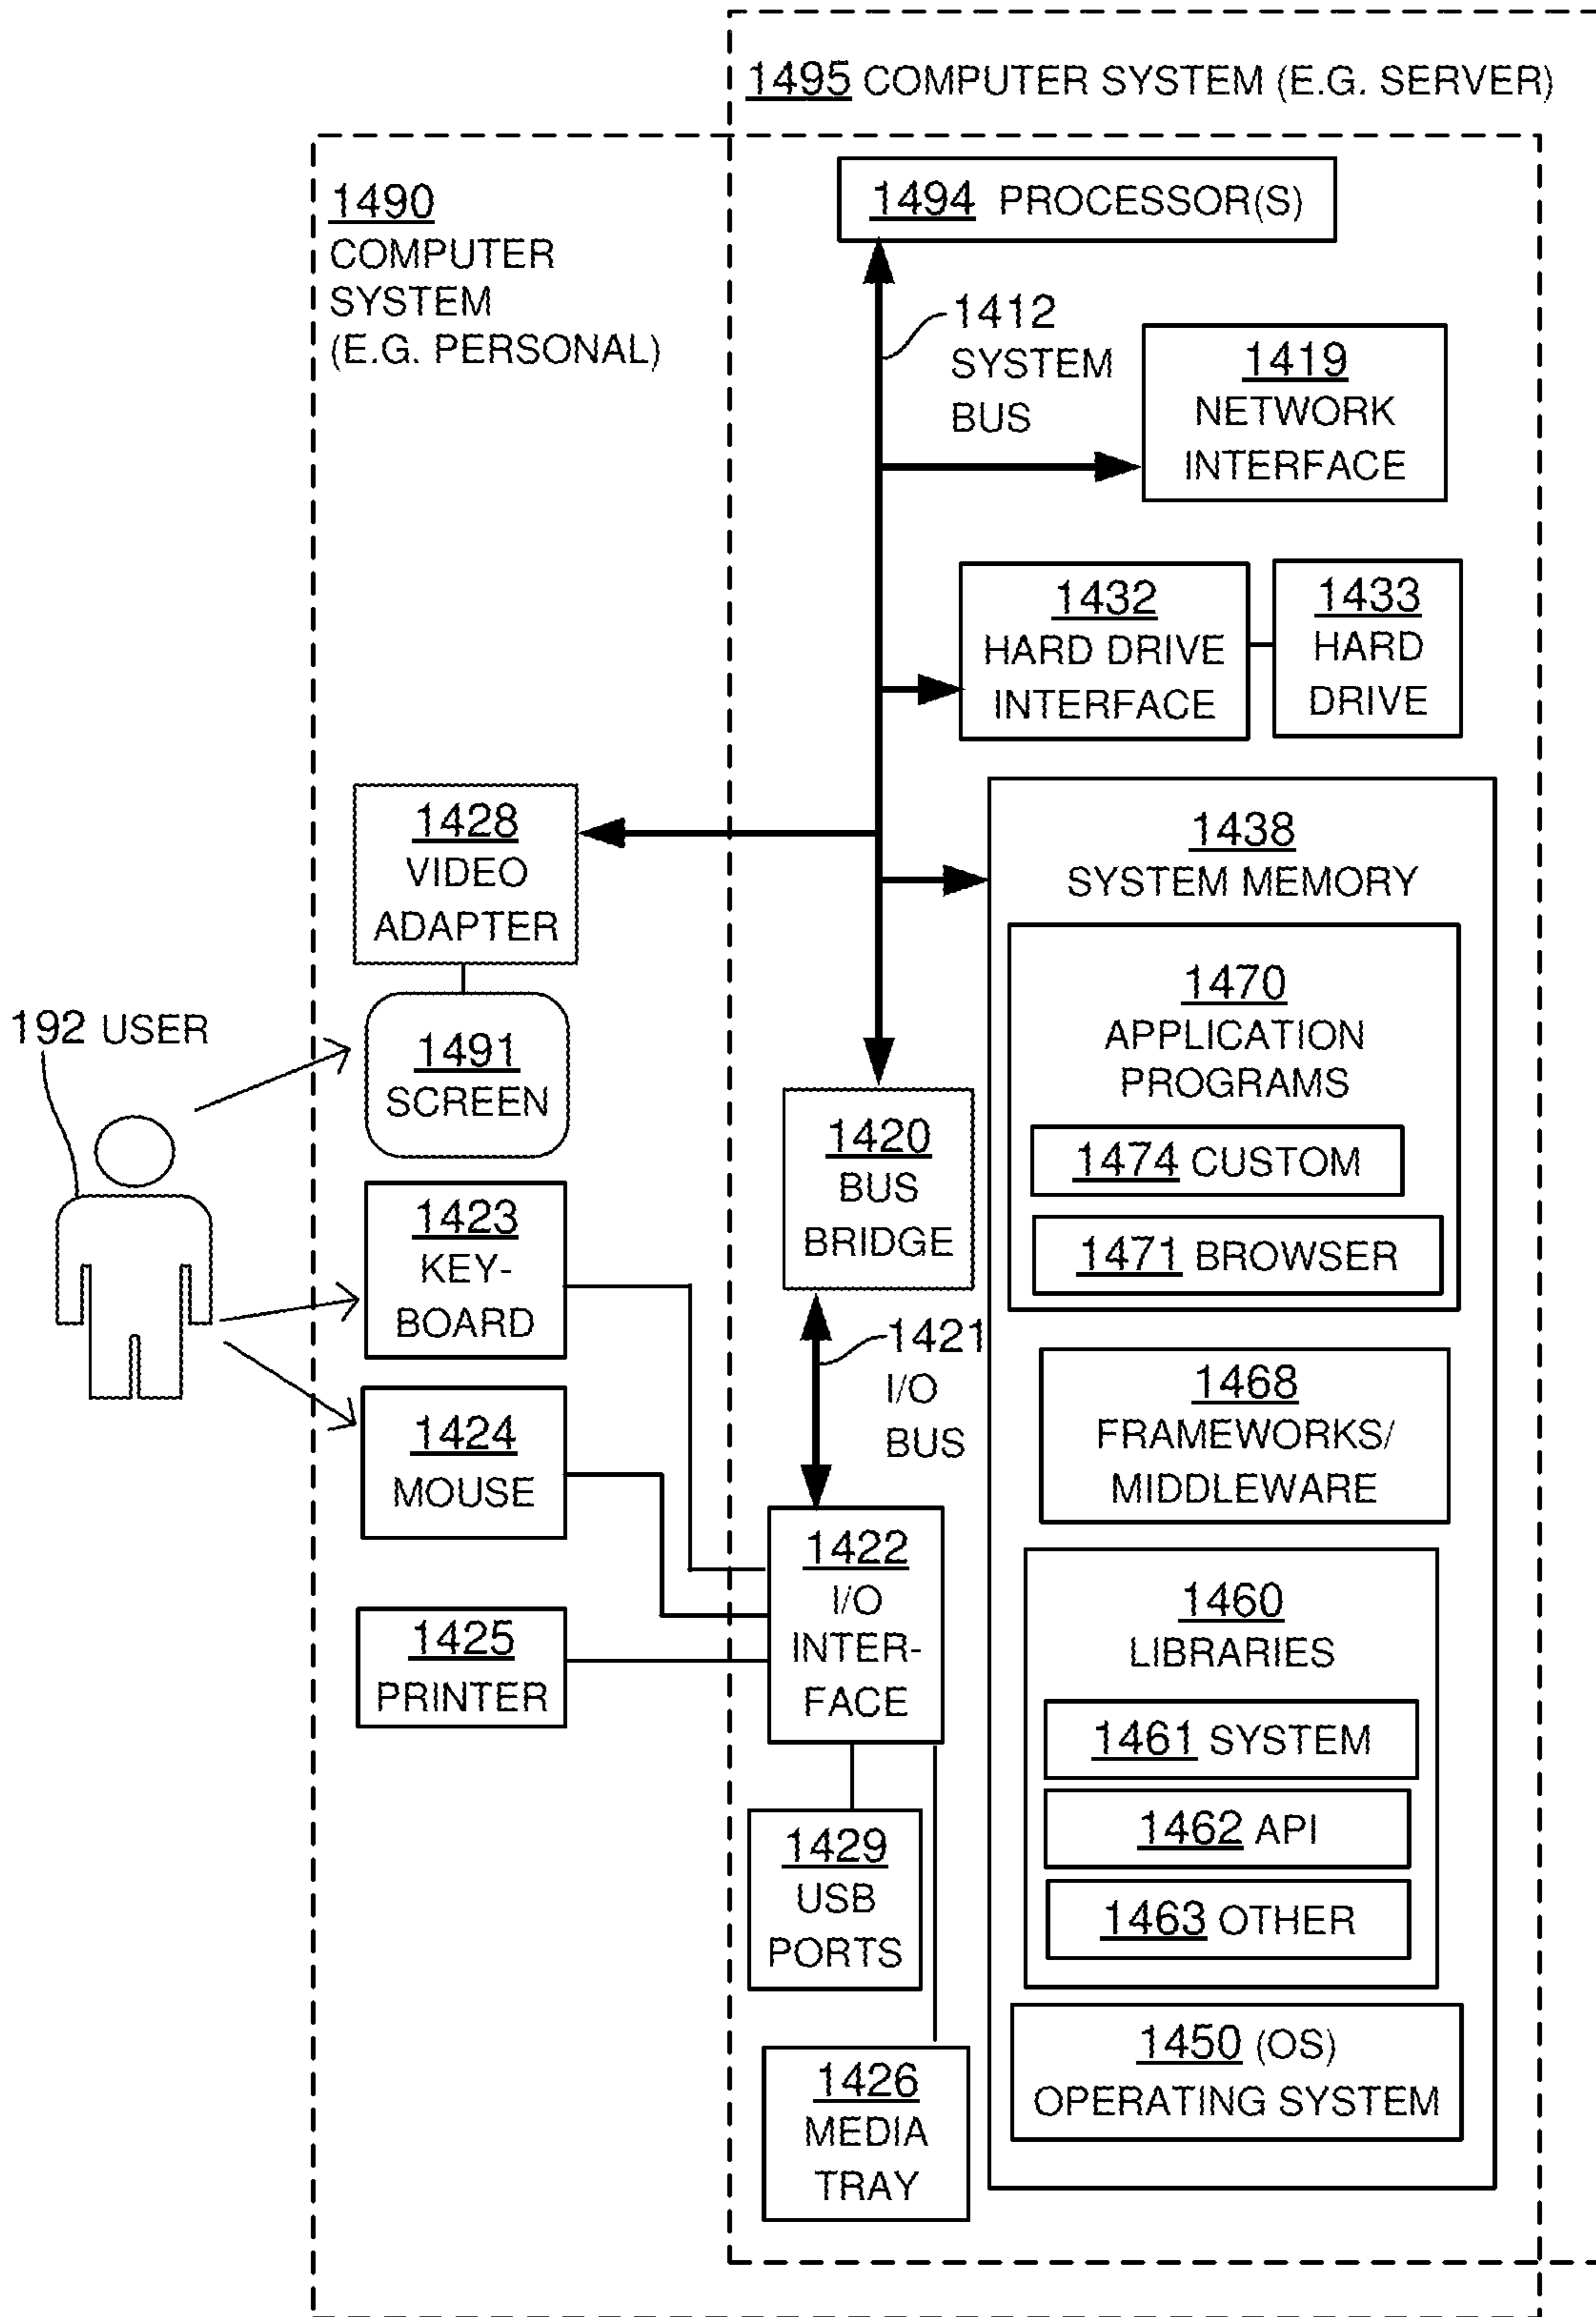 1495 COMPUTER SYSTEM (E.G. SERVER)
1490
COMPUTER
SYSTEM
(E.G. PERSONAL)
1494 PROCESSOR(S)
1412
SYSTEM
BUS
1419
NETWORK
INTERFACE
1432
HARD DRIVE
INTERFACE
1433
HARD
DRIVE
1428
VIDEO
ADAPTER
1438
SYSTEM MEMORY
192 USER
1491
SCREEN
1470
APPLICATION
PROGRAMS
1474 CUSTOM
1471 BROWSER
1420
BUS
BRIDGE
1423
KEY-
BOARD
1421
I/O
BUS
1424
MOUSE
1468
FRAMEWORKS/
MIDDLEWARE
1422
I/O
INTER-
FACE
1425
PRINTER
1460
LIBRARIES
1461 SYSTEM
1462 API
1463 OTHER
1429
USB
PORTS
1450 (OS)
OPERATING SYSTEM
1426
MEDIA
TRAY